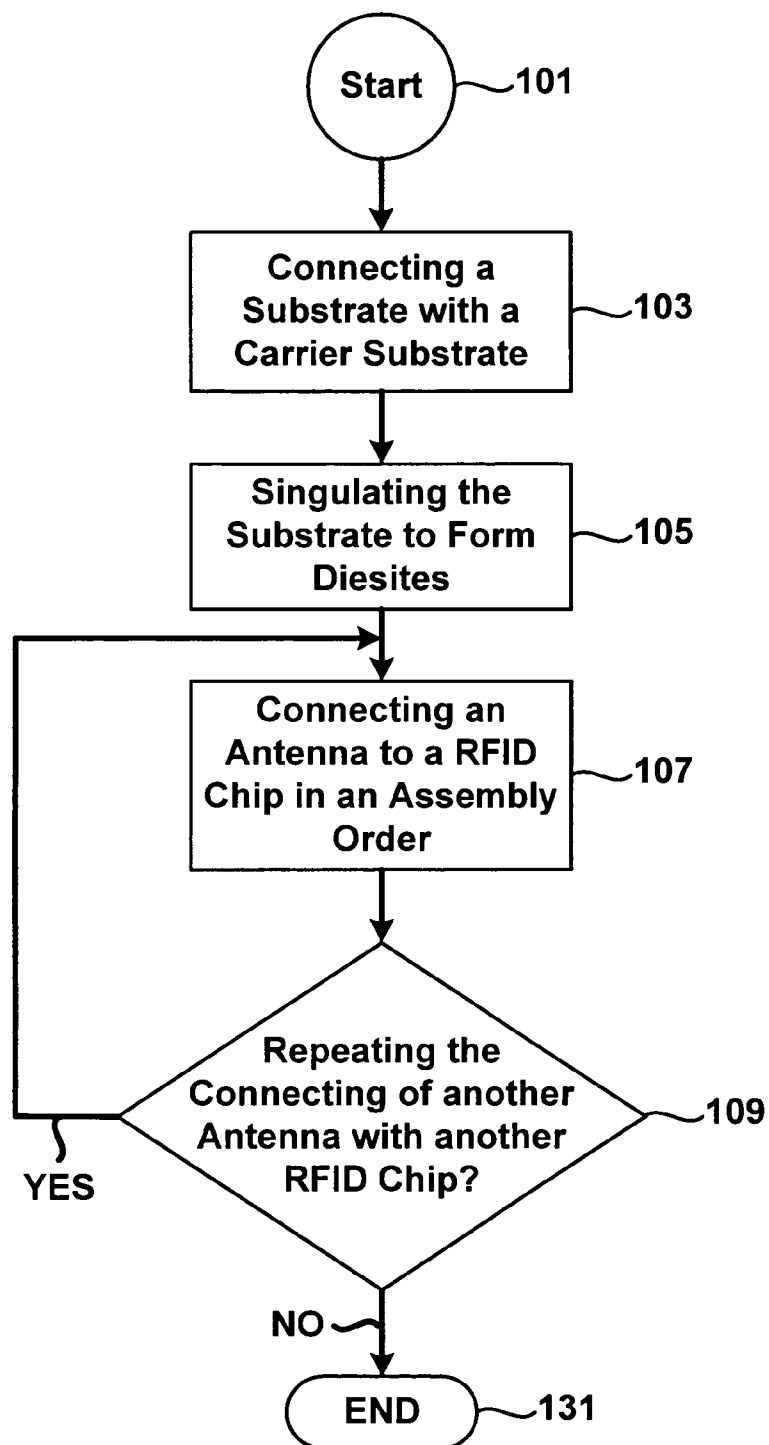 Start
101
Connecting a
Substrate with a
Carrier Substrate
103
Singulating the
Substrate to Form
Diesites
105
Connecting an
Antenna to a RFID
Chip in an Assembly
Order
107
Repeating the
Connecting of another
Antenna with another
RFID Chip?
109
YES
NO
END
131